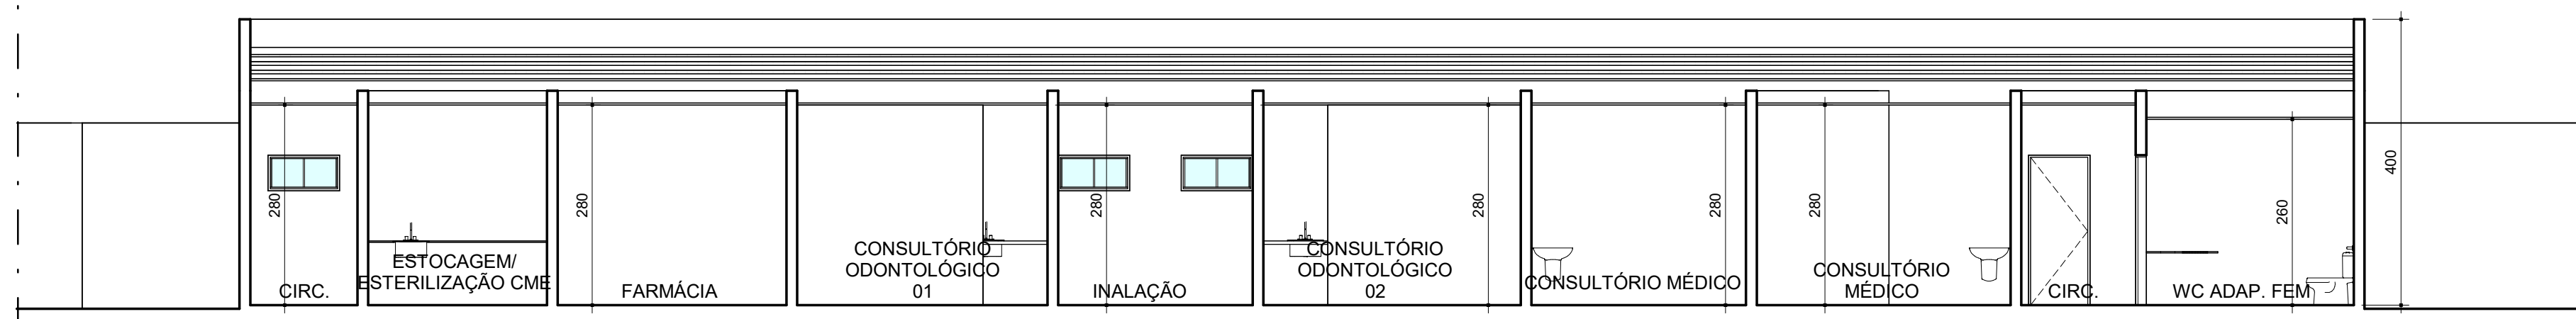 280
CIRC.
ESTOCAGEM/
ESTERILIZAÇÃO CME
280
FARMÁCIA
CONSULTÓRIO
ODONTOLÓGICO
01
280
INALAÇÃO
CONSULTÓRIO
ODONTOLÓGICO
02
280
CONSULTÓRIO MÉDICO
280
280
CONSULTÓRIO
MÉDICO
CIRC.
WC ADAP. FEM
260
400